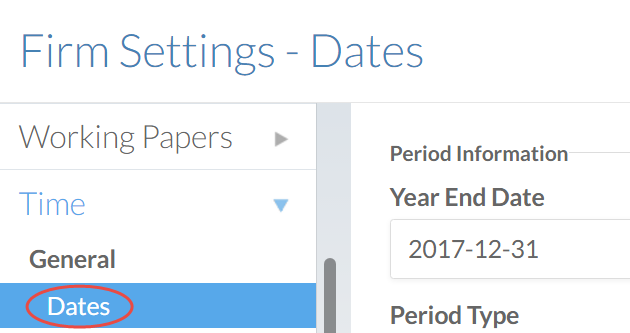 Firm Settings - Dates
Working Papers
Time
General
Dates
Period Information
Year End Date
2017-12-31
Period Type